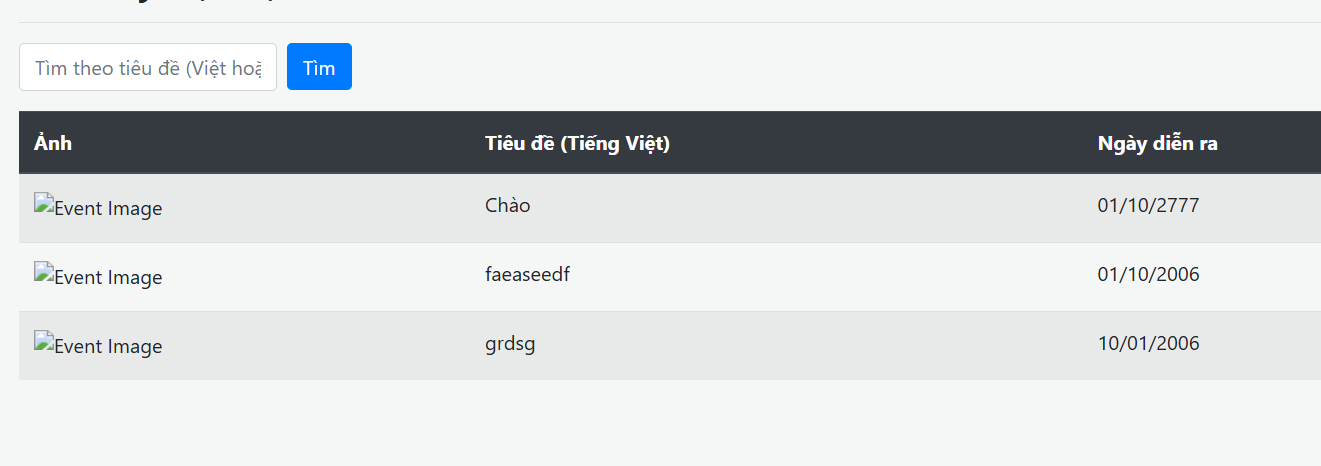 Tìm theo tiêu đề (Việt hoặ
Tìm
Ảnh Tiêu đề (Tiếng Việt) Ngày diễn ra
Event Image Chào 01/10/2777
Event Image faeaseedf 01/10/2006
Event Image grdsg 10/01/2006